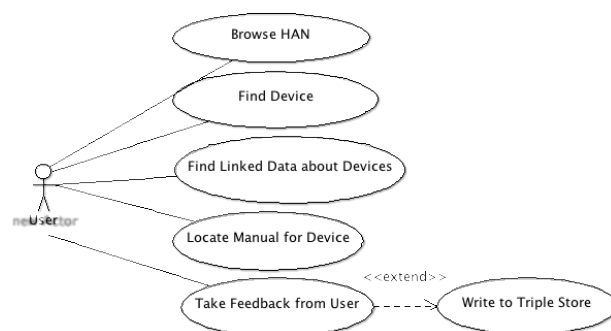 Browse HAN
Find Device
Find Linked Data about Devices
User
Locate Manual for Device
<<extend>>
Take Feedback from User
Write to Triple Store